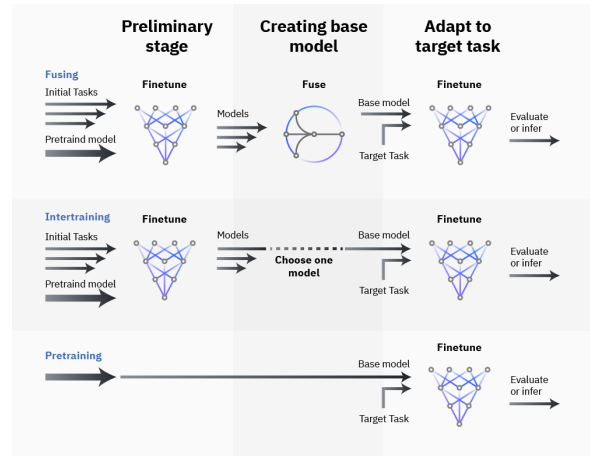 Preliminary
stage
Creating base
model
Adapt to
target task
Fusing
Initial Tasks
Pretraind model
Finetune
Models
Fuse
Base model
Target Task
Finetune
Evaluate
or infer
Intertraining
Initial Tasks
Pretraind model
Finetune
Models
Choose one
model
Base model
Target Task
Finetune
Evaluate
or infer
Pretraining
Base model
Target Task
Finetune
Evaluate
or infer